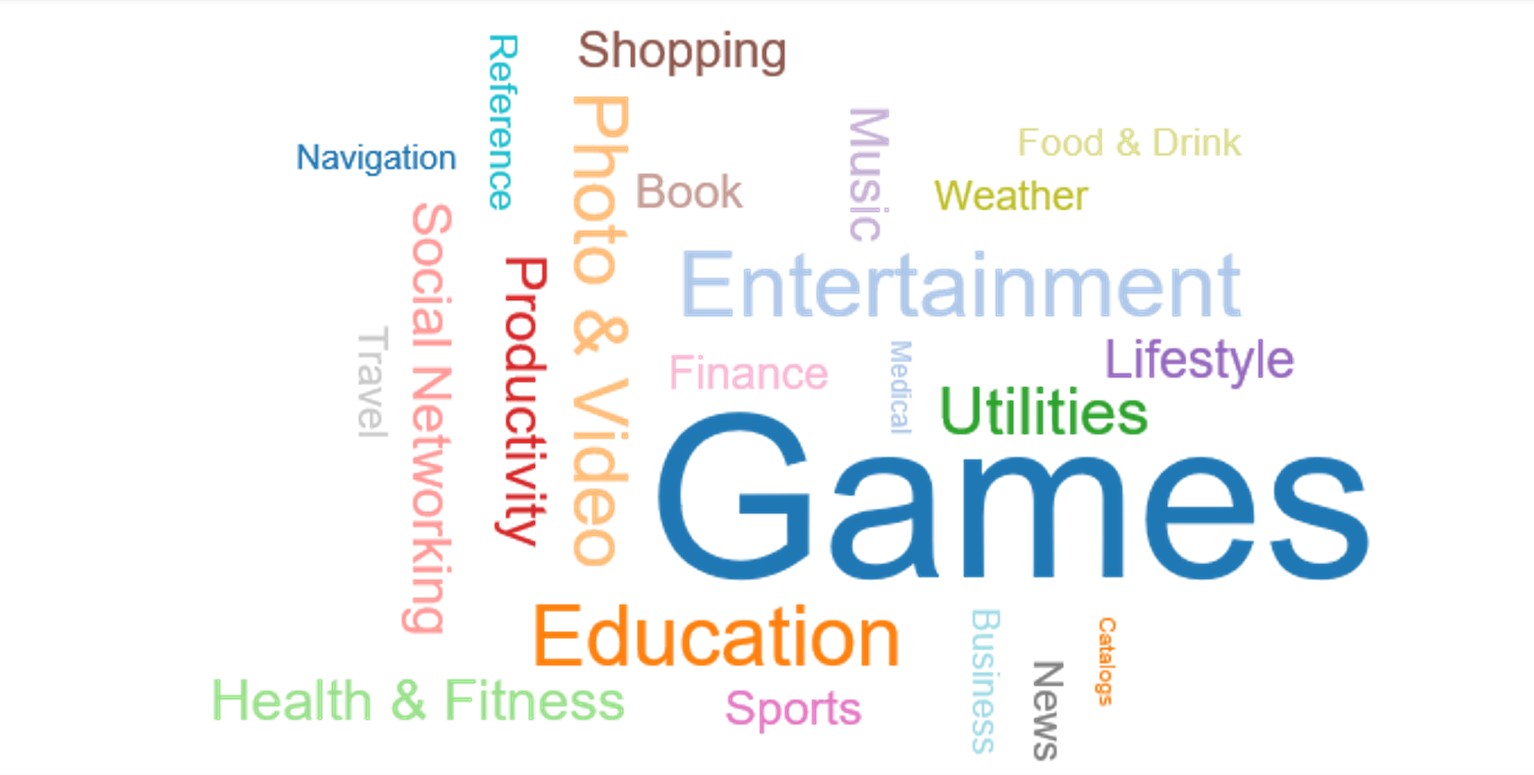 Shopping
Reference
Photo & Video
Music
Food & Drink
Navigation
Book
Weather
Social Networking
Productivity
Entertainment
Travel
Finance
Medical
Lifestyle
Utilities
Games
Education
Business
Catalogs
News
Health & Fitness
Sports